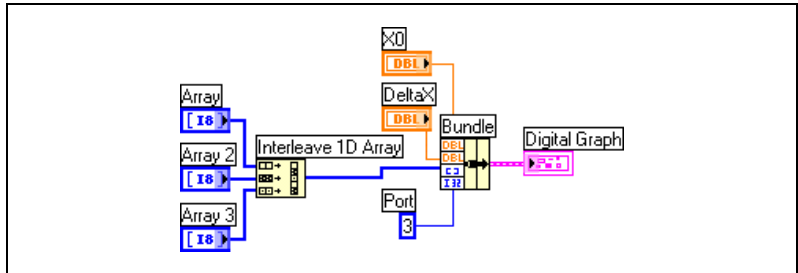 X0
DBL
Array
[I8]
DeltaX
DBL
Array 2
[I8]
Interleave 1D Array
Bundle
DBL
DBL
[ ]
I32
Digital Graph
Array 3
[I8]
Port
3